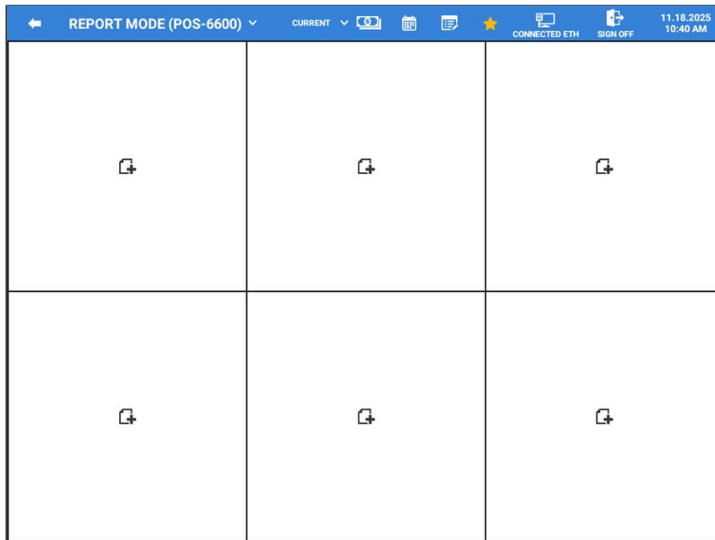 REPORT MODE (POS-6600)
CURRENT
CONNECTED ETH
SIGN OFF
11.18.2025
10:40 AM